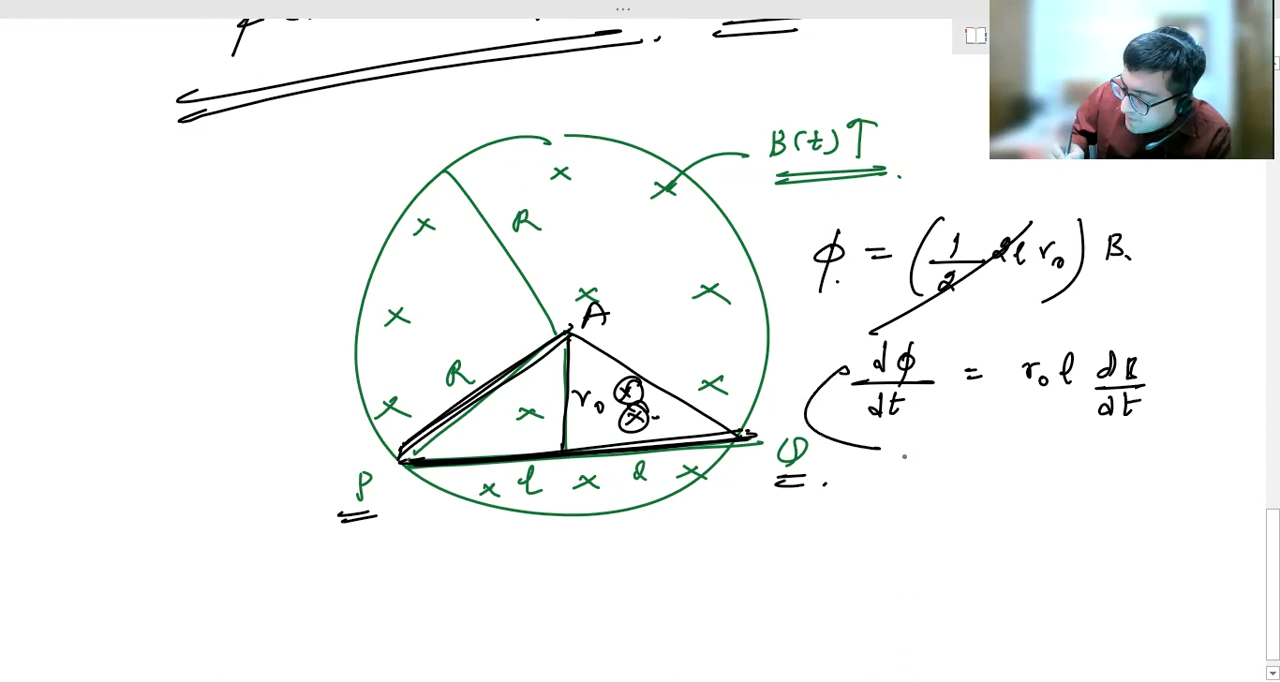 B(t)↑
R
φ = (1/2 2l r₀) B.
A
R
dφ/dt = r₀ l dB/dt
r₀
P
l
l
Q